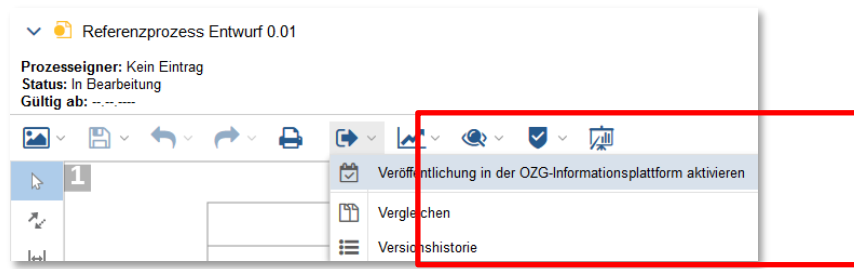 Referenzprozess Entwurf 0.01
Prozesseigner: Kein Eintrag
Status: In Bearbeitung
Gültig ab: --.--.----
1
Veröffentlichung in der OZG-Informationsplattform aktivieren
Vergleichen
Versionshistorie